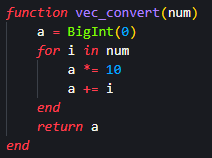 function vec_convert(num)
    a = BigInt(0)
    for i in num
        a *= 10
        a += i
    end
    return a
end